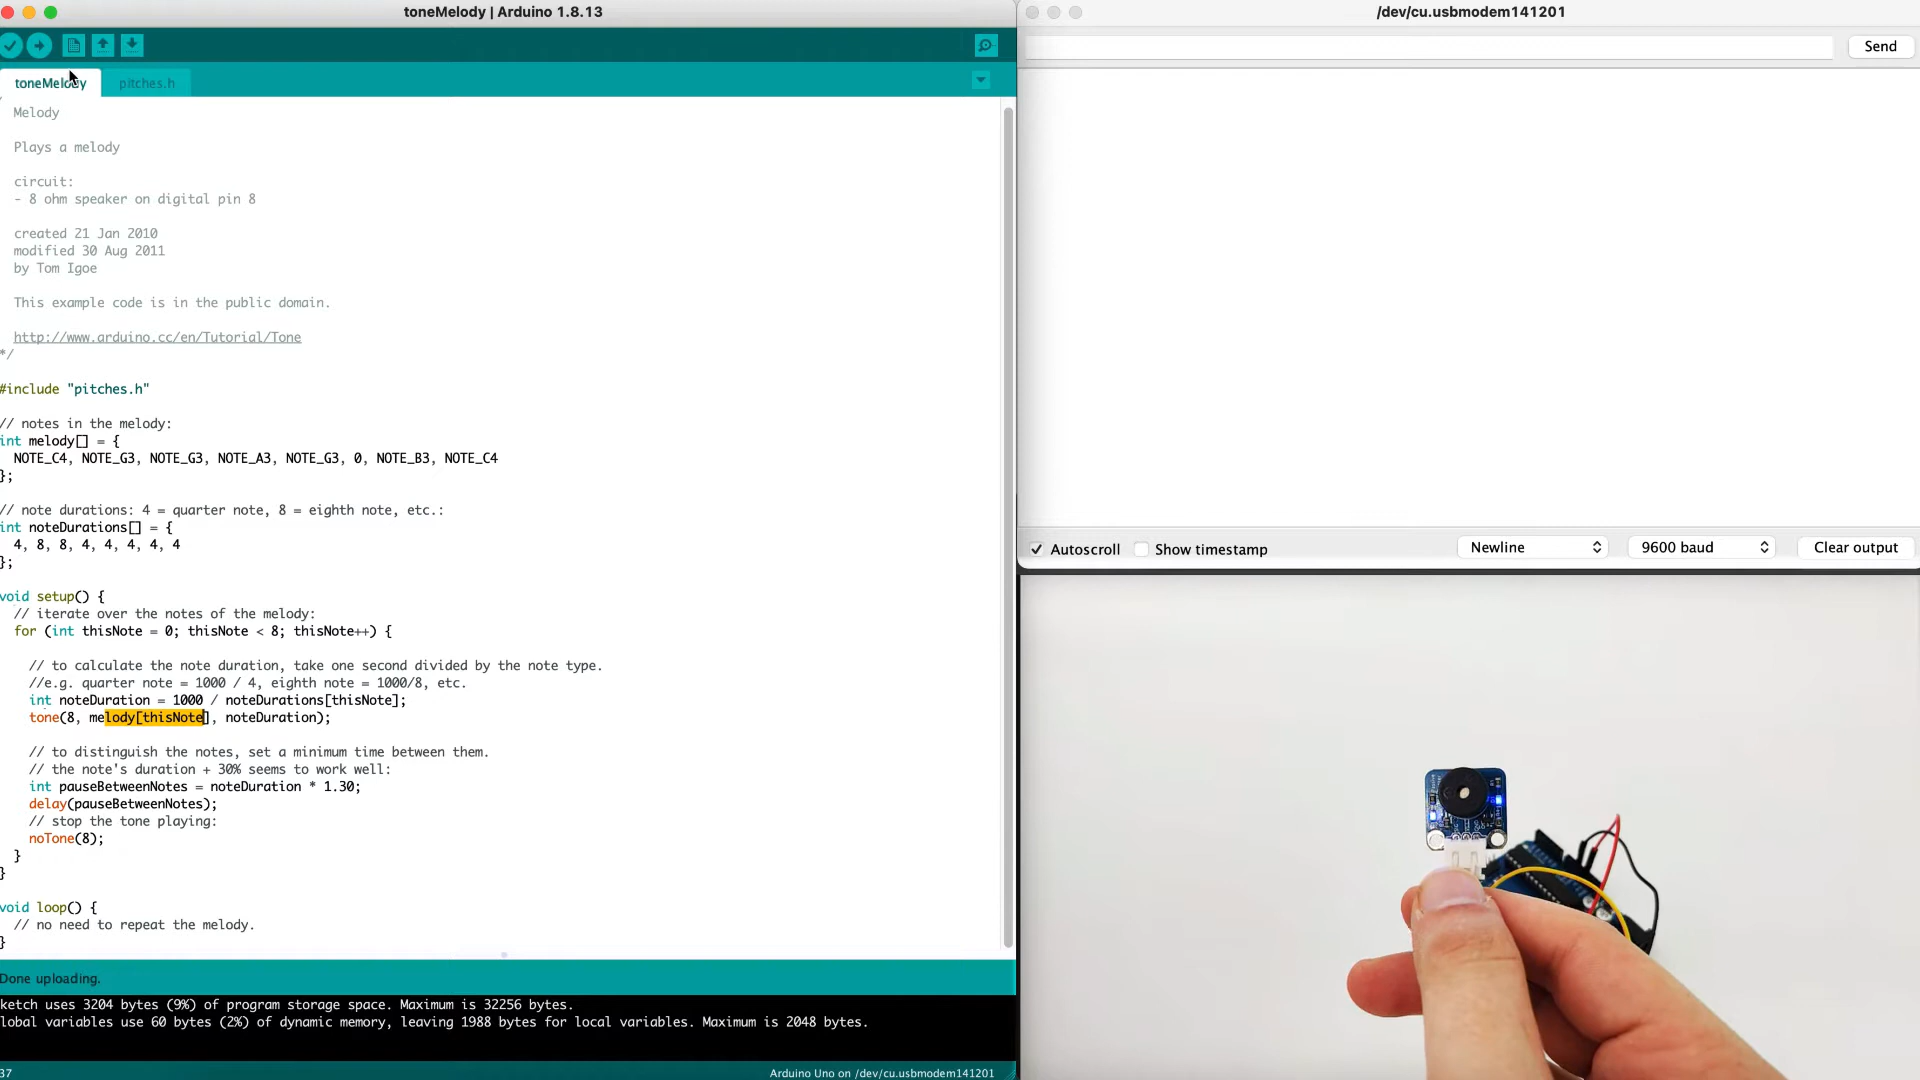 toneMelody | Arduino 1.8.13
/dev/cu.usbmodem141201
Send
toneMelody
pitches.h
Melody
Plays a melody
circuit:
- 8 ohm speaker on digital pin 8
created 21 Jan 2010
modified 30 Aug 2011
by Tom Igoe
This example code is in the public domain.
http://www.arduino.cc/en/Tutorial/Tone
*/
#include "pitches.h"
// notes in the melody:
int melody[] = {
NOTE_C4, NOTE_G3, NOTE_G3, NOTE_A3, NOTE_G3, 0, NOTE_B3, NOTE_C4
};
// note durations: 4 = quarter note, 8 = eighth note, etc.:
int noteDurations[] = {
4, 8, 8, 4, 4, 4, 4, 4
};
void setup() {
// iterate over the notes of the melody:
for (int thisNote = 0; thisNote < 8; thisNote++) {
// to calculate the note duration, take one second divided by the note type.
//e.g. quarter note = 1000 / 4, eighth note = 1000/8, etc.
int noteDuration = 1000 / noteDurations[thisNote];
tone(8, melody[thisNote], noteDuration);
// to distinguish the notes, set a minimum time between them.
// the note's duration + 30% seems to work well:
int pauseBetweenNotes = noteDuration * 1.30;
delay(pauseBetweenNotes);
// stop the tone playing:
noTone(8);
}
}
void loop() {
// no need to repeat the melody.
}
Autoscroll
Show timestamp
Newline
9600 baud
Clear output
Done uploading.
ketch uses 3204 bytes (9%) of program storage space. Maximum is 32256 bytes.
lobal variables use 60 bytes (2%) of dynamic memory, leaving 1988 bytes for local variables. Maximum is 2048 bytes.
37
Arduino Uno on /dev/cu.usbmodem141201